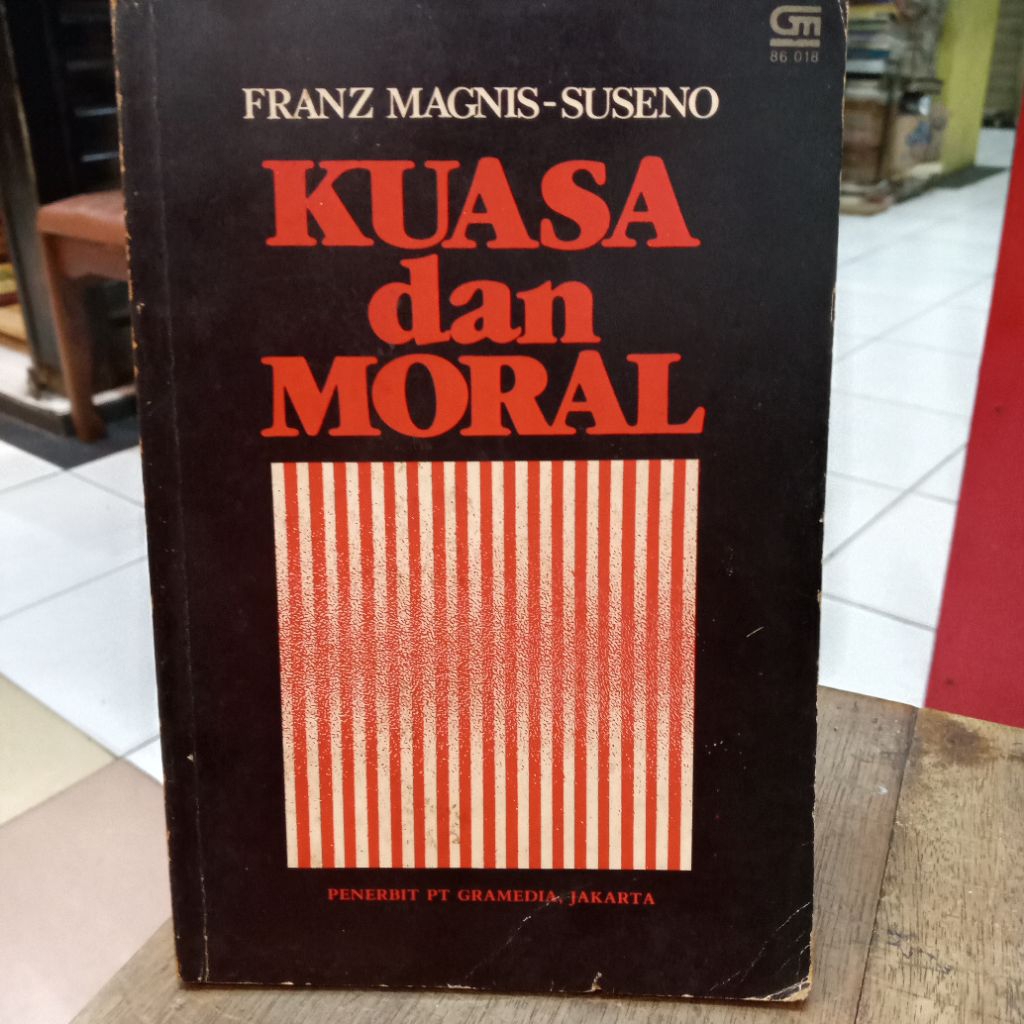 Gm
86 018
FRANZ MAGNIS-SUSENO
KUASA
dan
MORAL
PENERBIT PT GRAMEDIA, JAKARTA